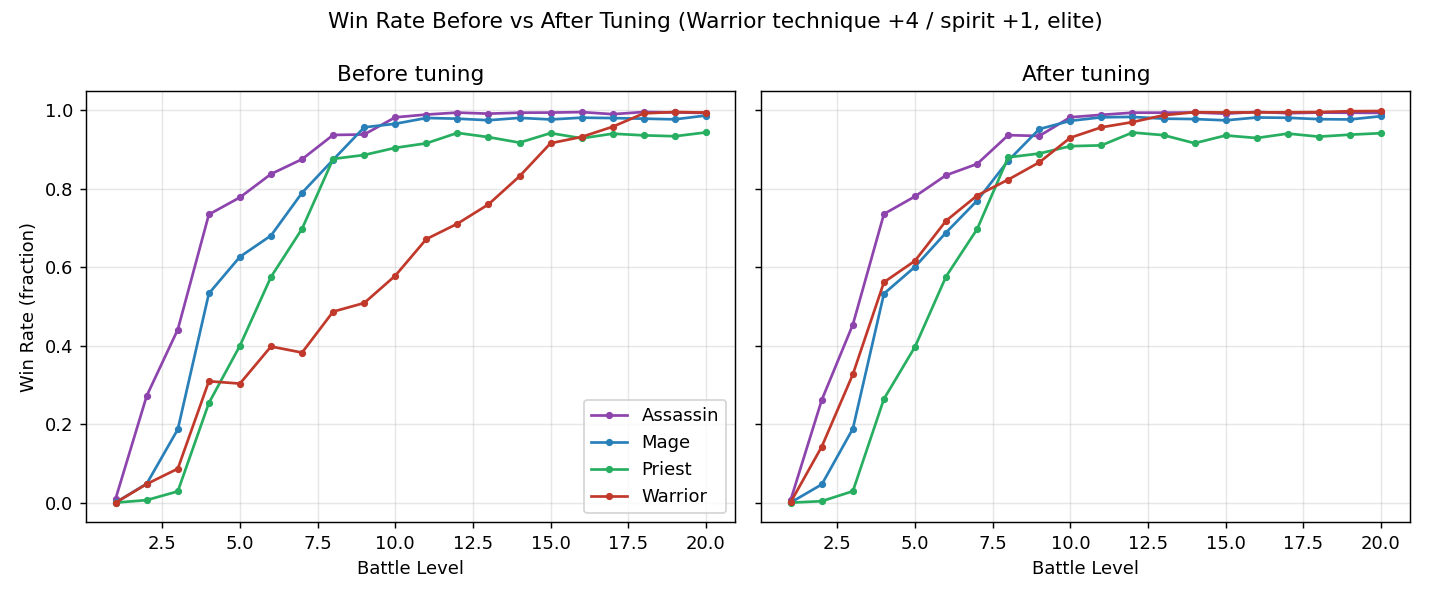 Win Rate Before vs After Tuning (Warrior technique +4 / spirit +1, elite)
Before tuning
Win Rate (fraction)
1.0
0.8
0.6
0.4
0.2
0.0
2.5 5.0 7.5 10.0 12.5 15.0 17.5 20.0
Battle Level
Assassin
Mage
Priest
Warrior
After tuning
2.5 5.0 7.5 10.0 12.5 15.0 17.5 20.0
Battle Level